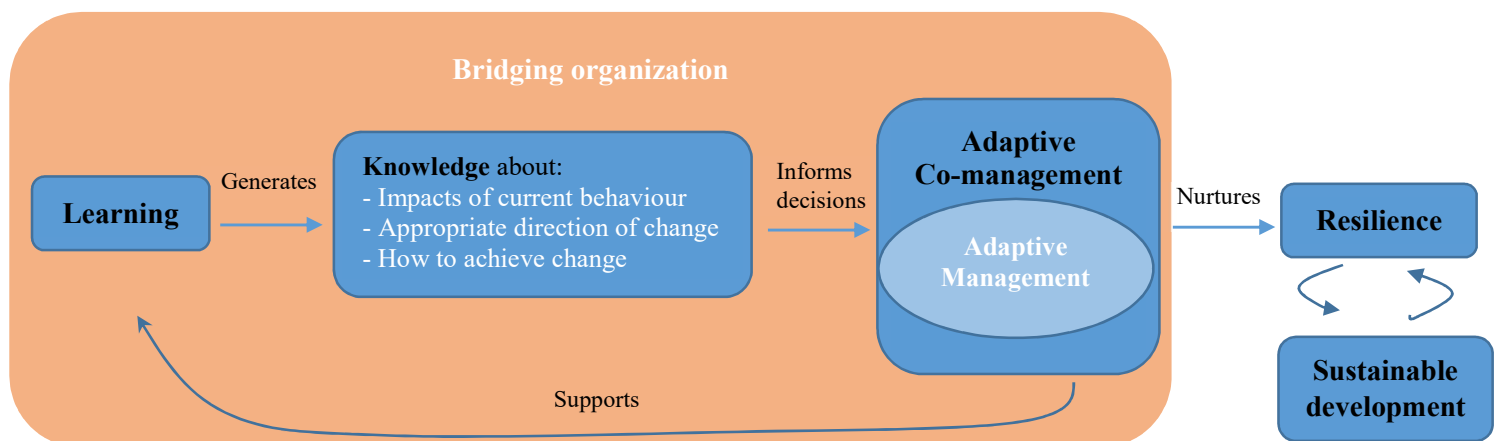 Bridging organization
Learning
Generates
Knowledge about:
- Impacts of current behaviour
- Appropriate direction of change
- How to achieve change
Informs
decisions
Adaptive
Co-management
Adaptive
Management
Nurtures
Resilience
Sustainable
development
Supports